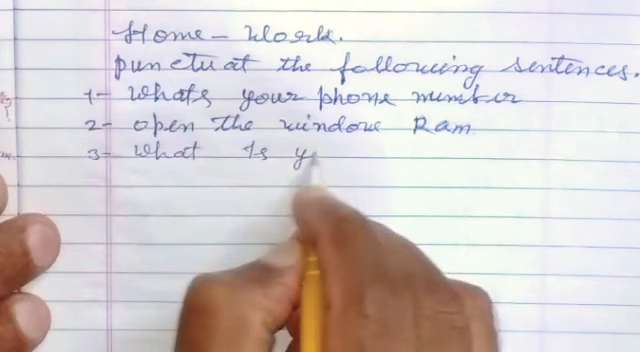 Home - Work.
Punctuat the following sentences.
1- whats your phone number
2- open the window Ram
3- what is y